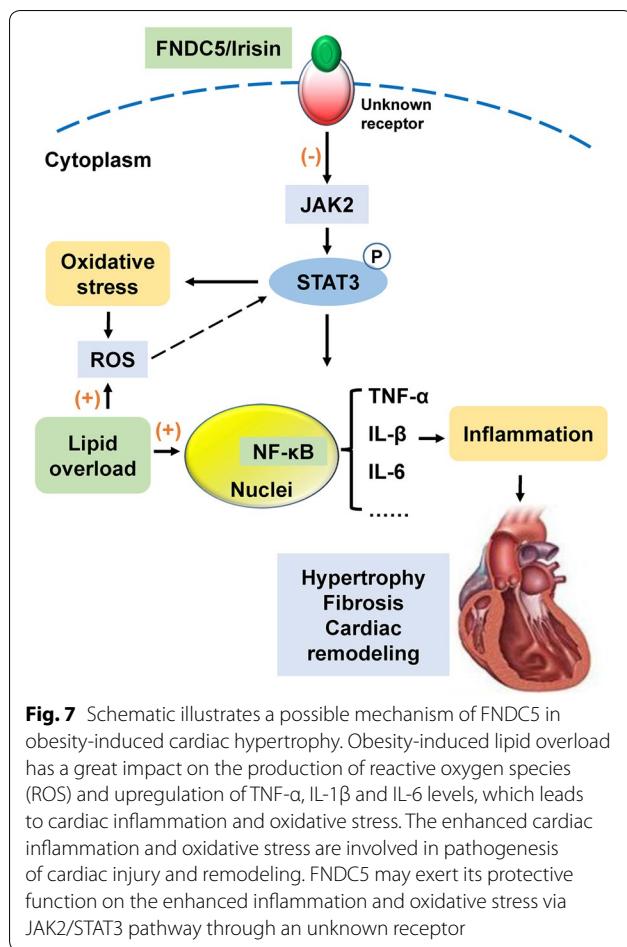 FNDC5/Irisin
Unknown
receptor
Cytoplasm
(-)
JAK2
P
Oxidative
stress
STAT3
ROS
(+)
Lipid
overload
(+)
NF-κB
Nuclei
TNF-α
IL-β
IL-6
......
Inflammation
Hypertrophy
Fibrosis
Cardiac
remodeling
Fig. 7 Schematic illustrates a possible mechanism of FNDC5 in
obesity-induced cardiac hypertrophy. Obesity-induced lipid overload
has a great impact on the production of reactive oxygen species
(ROS) and upregulation of TNF-α, IL-1β and IL-6 levels, which leads
to cardiac inflammation and oxidative stress. The enhanced cardiac
inflammation and oxidative stress are involved in pathogenesis
of cardiac injury and remodeling. FNDC5 may exert its protective
function on the enhanced inflammation and oxidative stress via
JAK2/STAT3 pathway through an unknown receptor